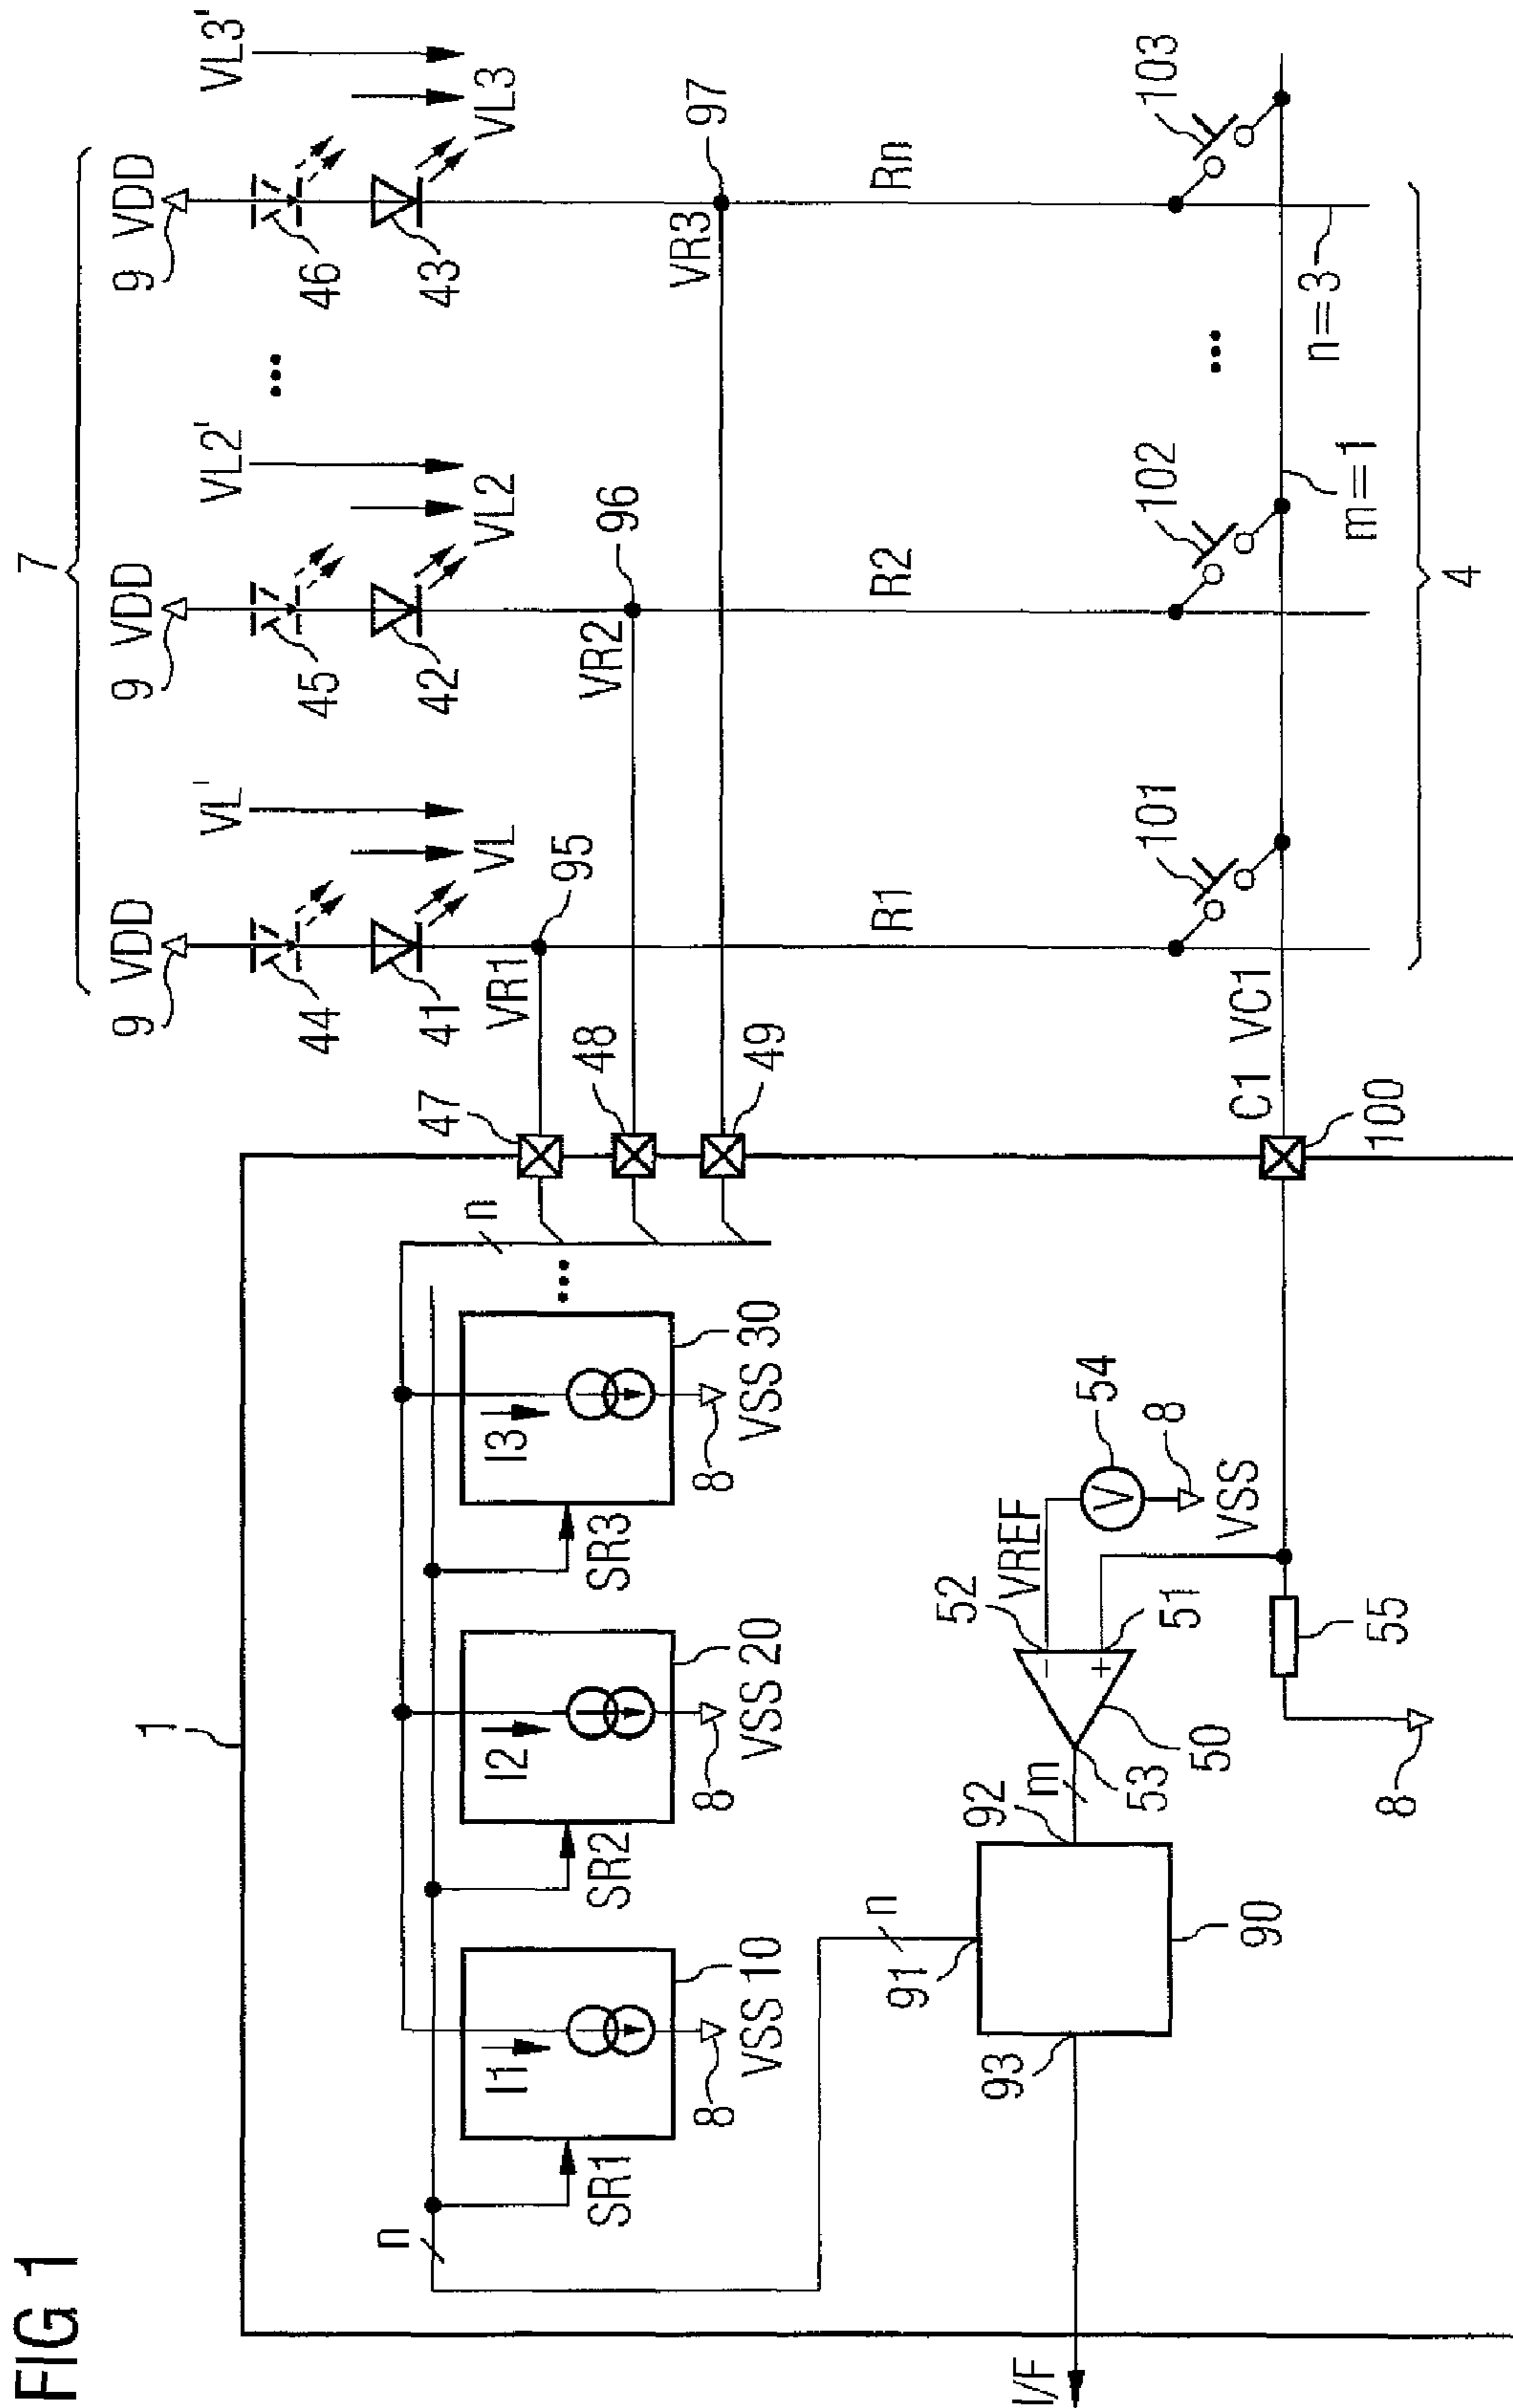 FIG 1
7
9 VDD
9 VDD
9 VDD
VL'
VL2'
VL3'
44
45
46
VL
VL2
VL3
41
42
43
1
n
n
47
VR1
95
I1
I2
I3
48
VR2
96
SR1
SR2
SR3
49
VR3
97
8
8
8
VSS 10
VSS 20
VSS 30
R1
R2
Rn
n
91
52
VREF
54
92
m
-
V
8
93
53
+
51
VSS
50
101
102
103
90
C1 VC1
I/F
55
100
m=1
n=3
8
4